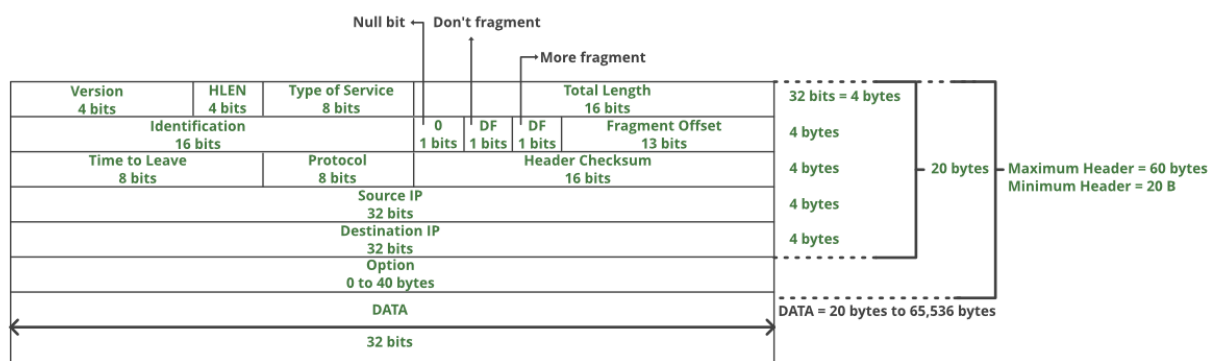 Null bit
Don't fragment
More fragment
Version
4 bits
HLEN
4 bits
Type of Service
8 bits
Total Length
16 bits
32 bits = 4 bytes
Identification
16 bits
0
1 bits
DF
1 bits
DF
1 bits
Fragment Offset
13 bits
4 bytes
Time to Leave
8 bits
Protocol
8 bits
Header Checksum
16 bits
4 bytes
20 bytes
Maximum Header = 60 bytes
Minimum Header = 20 B
Source IP
32 bits
4 bytes
Destination IP
32 bits
4 bytes
Option
0 to 40 bytes
DATA
DATA = 20 bytes to 65,536 bytes
32 bits